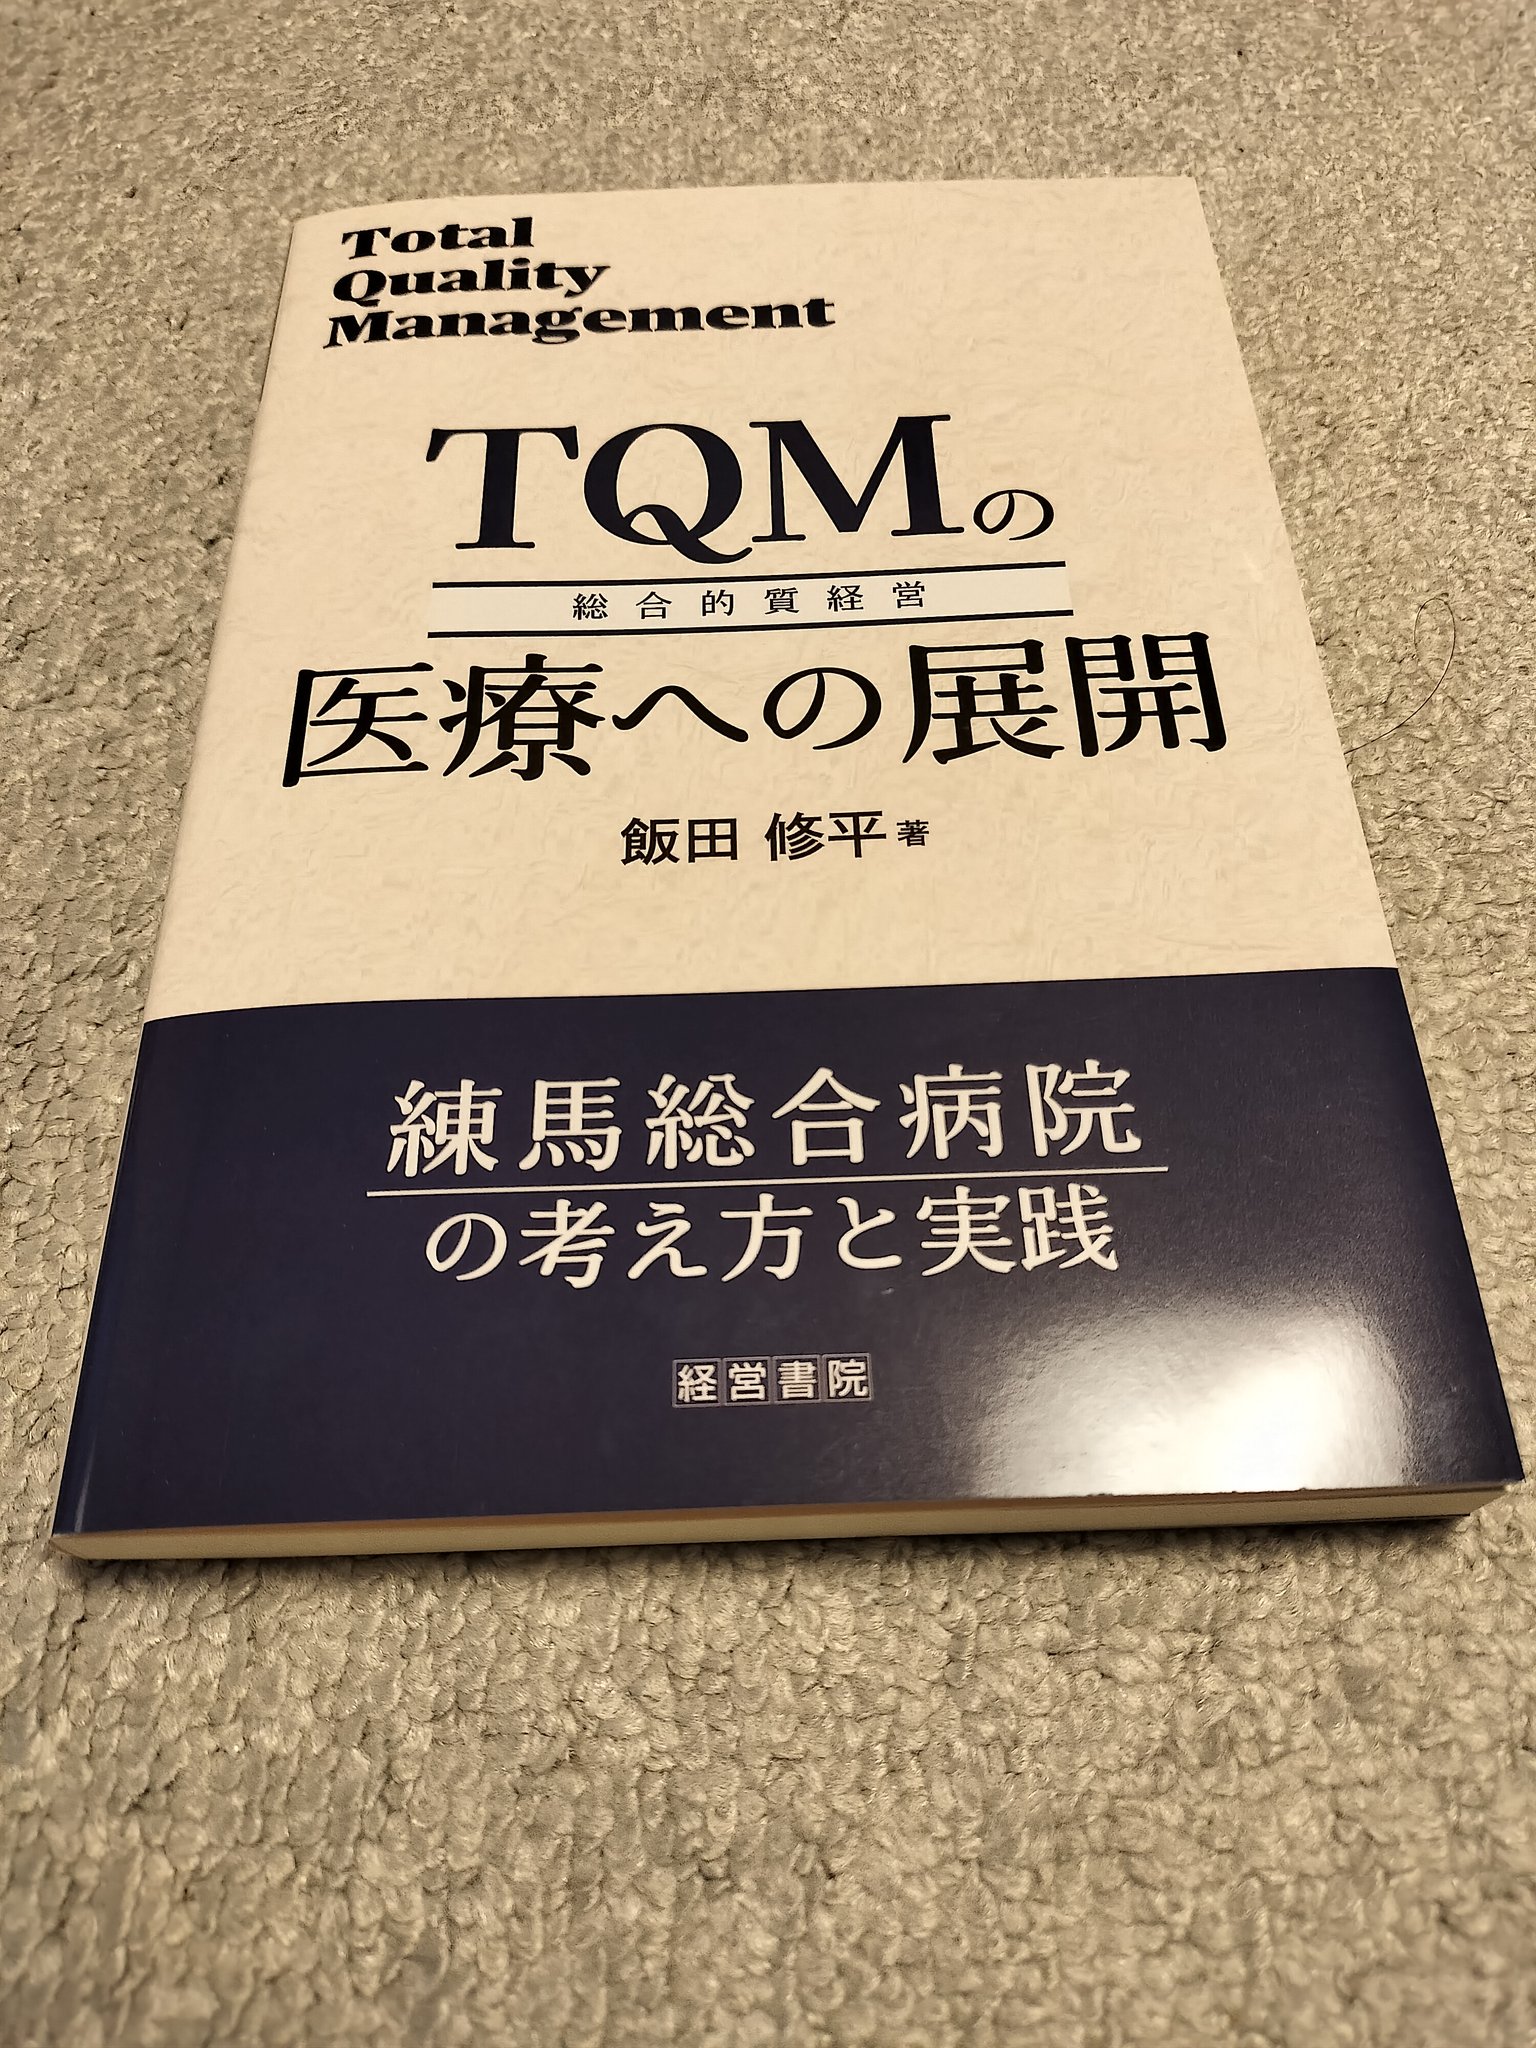 Total
Quality
Management
TQMの
総合的質経営
医療への展開
飯田 修平 著
練馬総合病院
の考え方と実践
経営書院